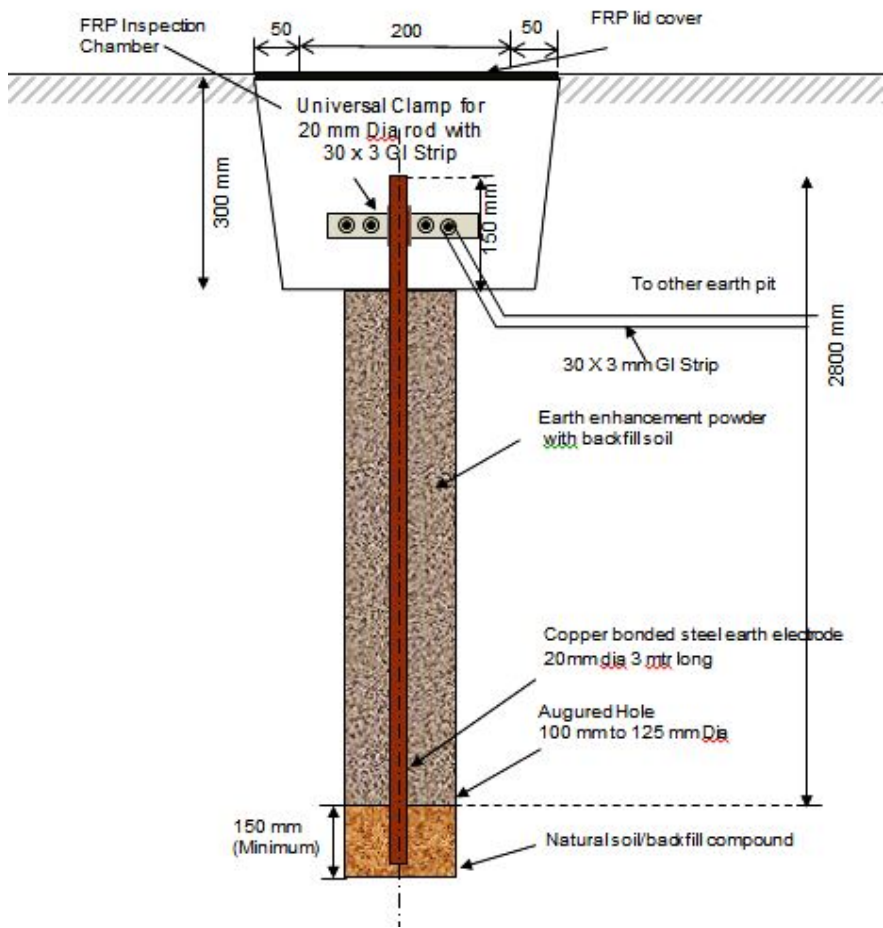 FRP Inspection
Chamber
50
200
50
FRP lid cover
Universal Clamp for
20 mm Dia rod with
30 x 3 GI Strip
300 mm
150 mm
To other earth pit
30 X 3 mm GI Strip
2800 mm
Earth enhancement powder
with backfill soil
Copper bonded steel earth electrode
20mm dia 3 mtr long
Augured Hole
100 mm to 125 mm Dia
150 mm
(Minimum)
Natural soil/backfill compound